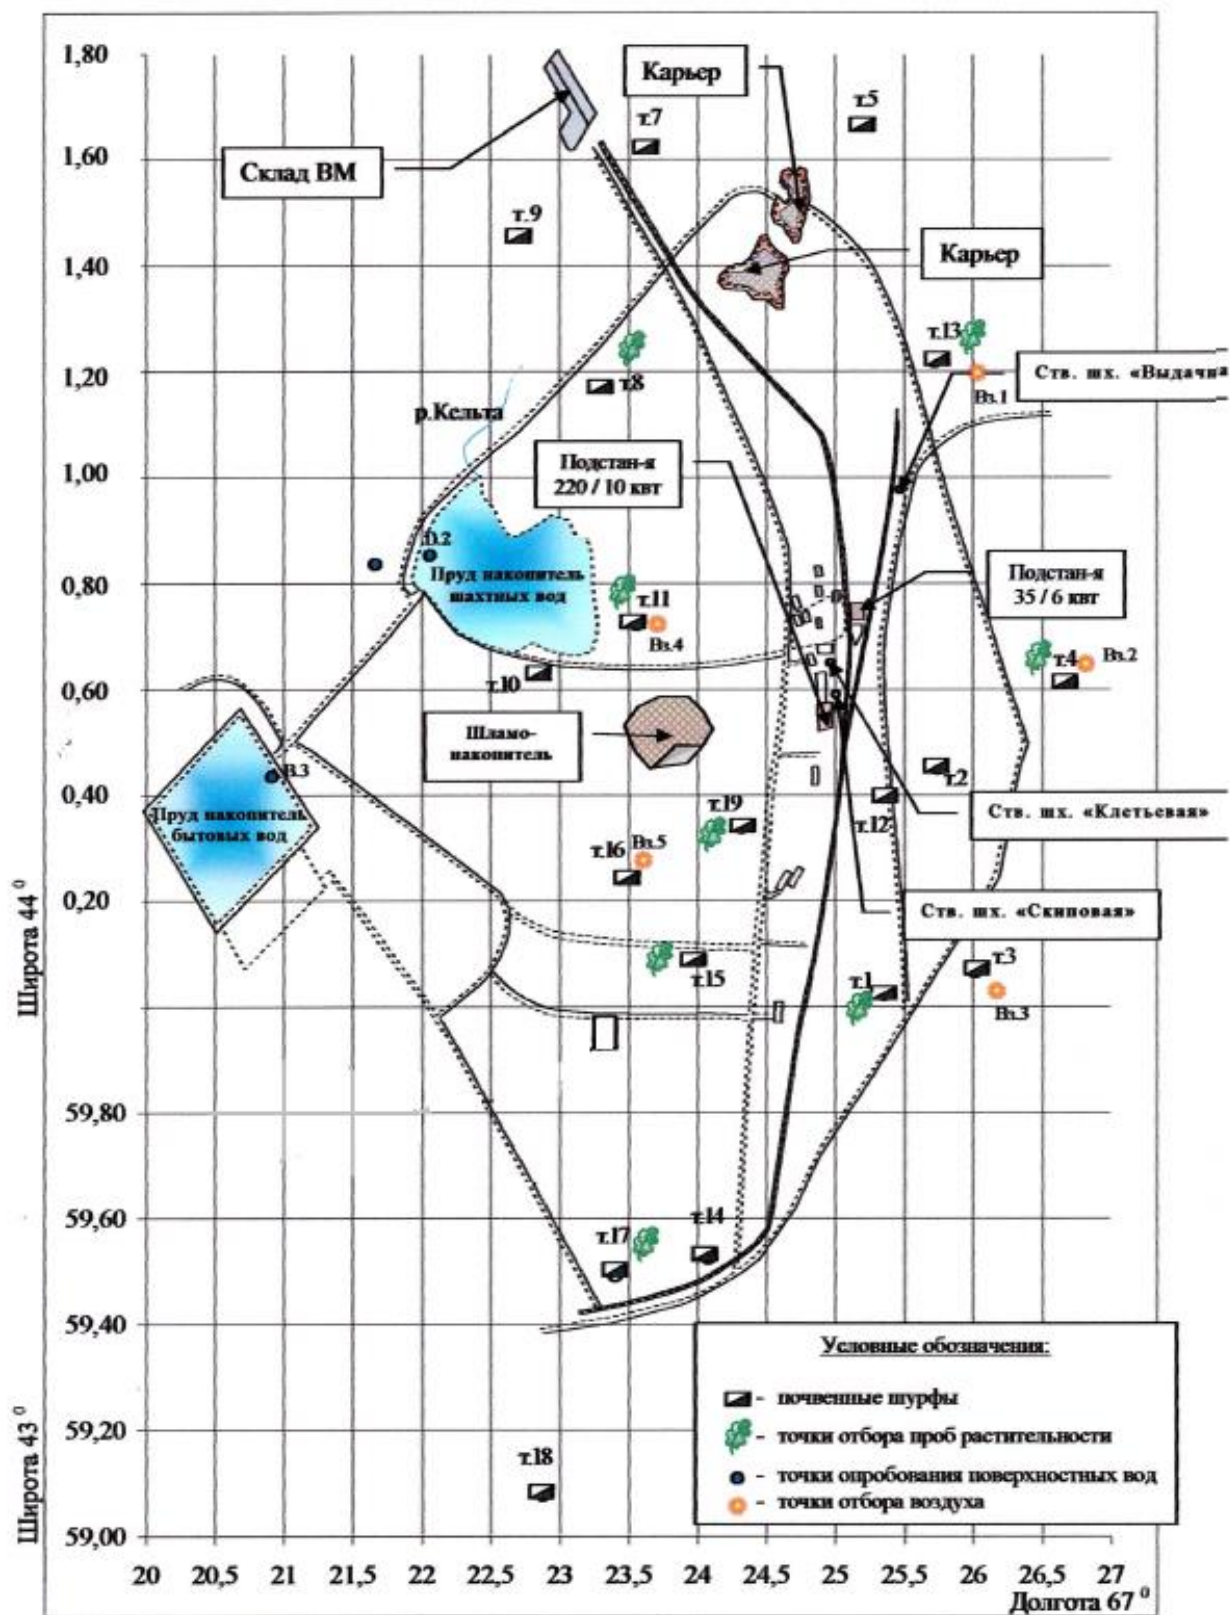 1,80
1,60
1,40
1,20
1,00
0,80
0,60
0,40
0,20
59,80
59,60
59,40
59,20
59,00
Широта 44⁰
Широта 43⁰
Карьер
т.5
т.7
Склад ВМ
т.9
Карьер
т.13
Ств. шх. «Выдачна
Вз.1
т.8
р.Кельта
Подстан-я
220 / 10 квт
Подстан-я
35 / 6 квт
Пруд накопитель
шахтных вод
т.11
Вз.4
т.4
Вз.2
т.10
Шламо-
накопитель
В.3
Пруд накопитель
бытовых вод
т.2
т.12
Ств. шх. «Клетьевая»
т.19
т.16
Вз.5
Ств. шх. «Скиповая»
т.15
т.1
т.3
Вз.3
т.17
т.14
т.18
Условные обозначения:
- почвенные шурфы
- точки отбора проб растительности
- точки опробования поверхностных вод
- точки отбора воздуха
20 20,5 21 21,5 22 22,5 23 23,5 24 24,5 25 25,5 26 26,5 27
Долгота 67⁰